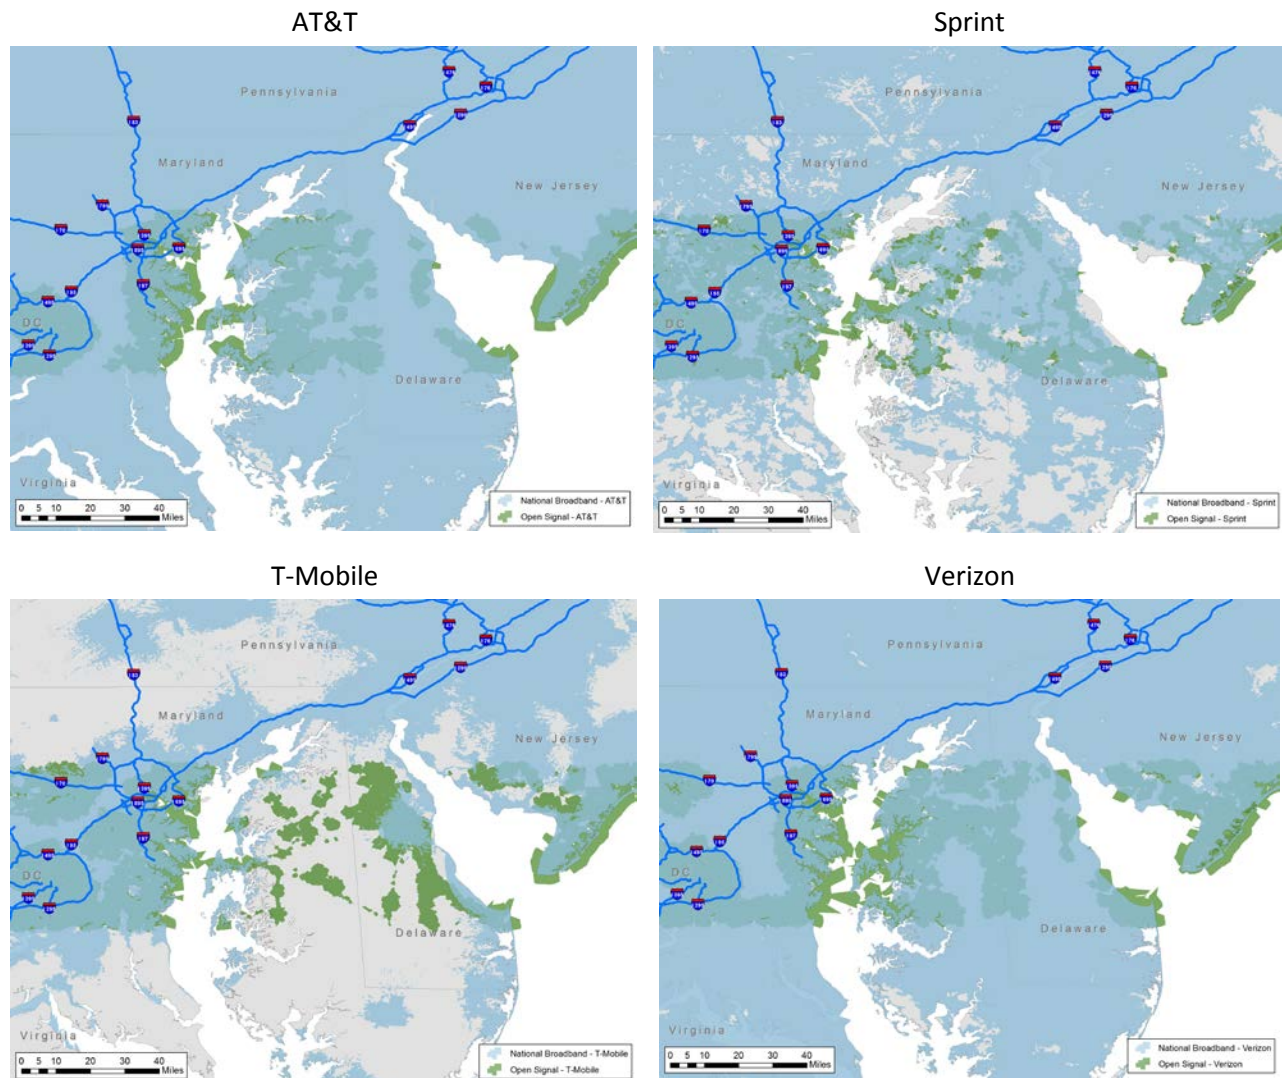 AT&T
Sprint
Pennsylvania
Maryland
New Jersey
DC
Delaware
Virginia
0 5 10 20 30 40
Miles
National Broadband - AT&T
Open Signal - AT&T
Pennsylvania
Maryland
New Jersey
DC
Delaware
Virginia
0 5 10 20 30 40
Miles
National Broadband - Sprint
Open Signal - Sprint
T-Mobile
Verizon
Pennsylvania
Maryland
New Jersey
DC
Delaware
Virginia
0 5 10 20 30 40
Miles
National Broadband - T-Mobile
Open Signal - T-Mobile
Pennsylvania
Maryland
New Jersey
DC
Delaware
Virginia
0 5 10 20 30 40
Miles
National Broadband - Verizon
Open Signal - Verizon